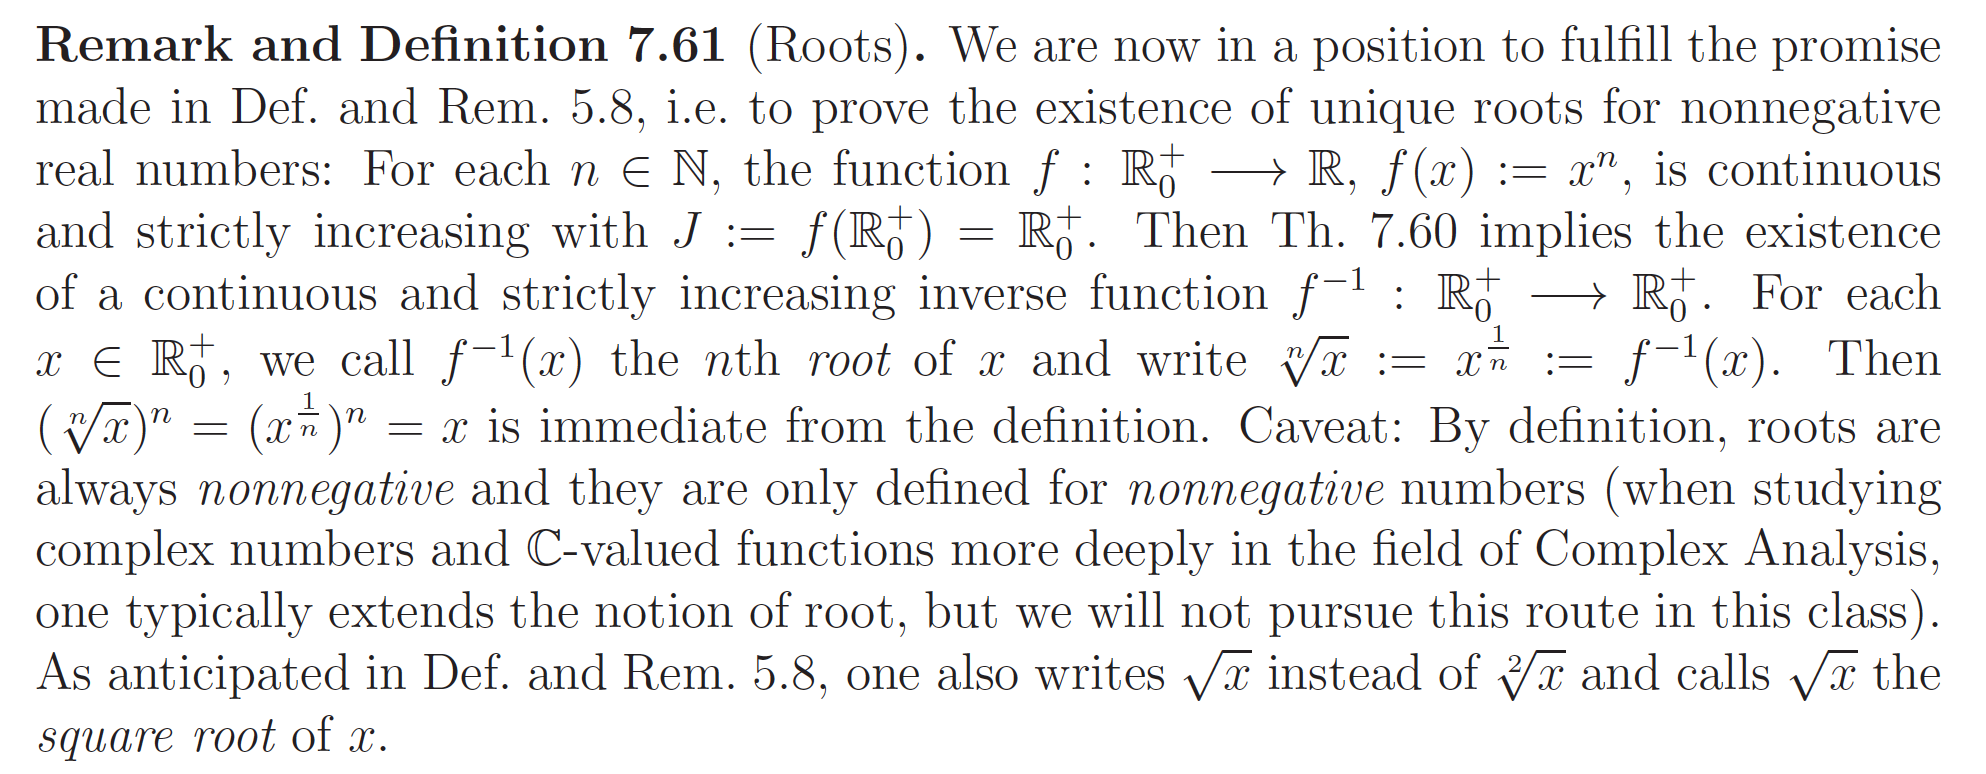 Remark and Definition 7.61 (Roots). We are now in a position to fulfill the promise
made in Def. and Rem. 5.8, i.e. to prove the existence of unique roots for nonnegative
real numbers: For each $n \in \mathbb{N}$, the function $f : \mathbb{R}_0^+ \longrightarrow \mathbb{R}$, $f(x) := x^n$, is continuous
and strictly increasing with $J := f(\mathbb{R}_0^+) = \mathbb{R}_0^+$. Then Th. 7.60 implies the existence
of a continuous and strictly increasing inverse function $f^{-1} : \mathbb{R}_0^+ \longrightarrow \mathbb{R}_0^+$. For each
$x \in \mathbb{R}_0^+$, we call $f^{-1}(x)$ the $n$th root of $x$ and write $\sqrt[n]{x} := x^{\frac{1}{n}} := f^{-1}(x)$. Then
$(\sqrt[n]{x})^n = (x^{\frac{1}{n}})^n = x$ is immediate from the definition. Caveat: By definition, roots are
always nonnegative and they are only defined for nonnegative numbers (when studying
complex numbers and $\mathbb{C}$-valued functions more deeply in the field of Complex Analysis,
one typically extends the notion of root, but we will not pursue this route in this class).
As anticipated in Def. and Rem. 5.8, one also writes $\sqrt{x}$ instead of $\sqrt[2]{x}$ and calls $\sqrt{x}$ the
square root of $x$.